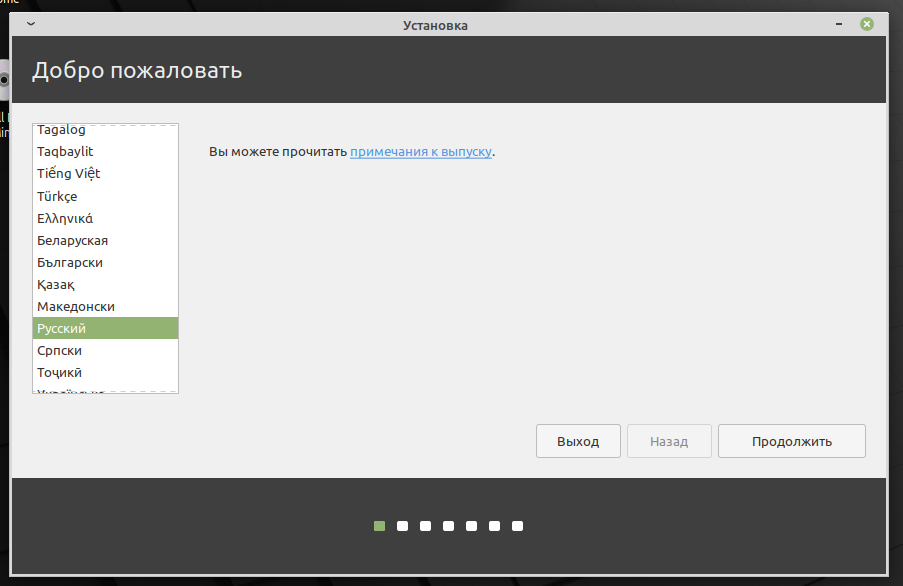 Установка
Добро пожаловать
Tagalog
Taqbaylit
Tiếng Việt
Türkçe
Ελληνικά
Беларуская
Български
Қазақ
Македонски
Русский
Српски
Тоҷикӣ
Вы можете прочитать примечания к выпуску.
Выход
Назад
Продолжить